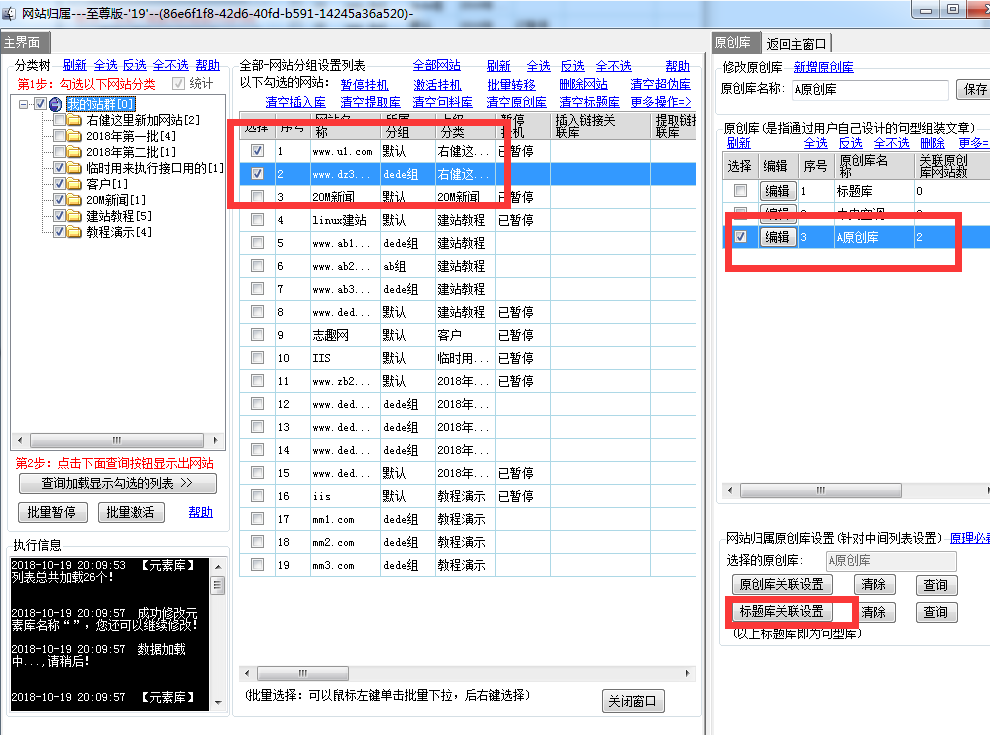 网站归属---至尊版-'19'--(86e6f1f8-42d6-40fd-b591-14245a36a520)-
主界面
分类树 刷新 全选 反选 全不选 帮助
第1步: 勾选以下网站分类 统计
我的站群[0]
右健这里新加网站[2]
2018年第一批[4]
2018年第二批[1]
临时用来执行接口用的[1]
客户[1]
20M新闻[1]
建站教程[5]
教程演示[4]
第2步: 点击下面查询按钮显示出网站
查询加载显示勾选的列表 >>
批量暂停 批量激活 帮助
执行信息
2018-10-19 20:09:53 【元素库】
列表总共加载26个!
2018-10-19 20:09:57 成功修改元
素库名称“”，您还可以继续修改!
2018-10-19 20:09:57 数据加载
中...,请稍后!
2018-10-19 20:09:57 【元素库】
全部-网站分组设置列表 全部网站 刷新 全选 反选 全不选 帮助
以下勾选的网站: 暂停挂机 激活挂机 批量转移 删除网站 清空超伪库
清空插入库 清空提取库 清空句料库 清空原创库 清空标题库 更多操作=>
选择 序号 网站名称 所属分组 上级分类 暂停挂机 插入链接关联库 提取链接库
1 www.u1.com 默认 右健这... 已暂停
2 www.dz3... dede组 右健这...
3 20M新闻 默认 20M新闻 已暂停
4 linux建站 默认 建站教程 已暂停
5 www.ab1... dede组 建站教程
6 www.ab2... ab组 建站教程
7 www.ab3... dede组 建站教程
8 www.ded... 默认 建站教程 已暂停
9 志趣网 默认 客户 已暂停
10 IIS 默认 临时用... 已暂停
11 www.zb2... 默认 2018年... 已暂停
12 www.ded... dede组 2018年...
13 www.ded... dede组 2018年...
14 www.ded... dede组 2018年...
15 www.ded... 默认 2018年... 已暂停
16 iis 默认 教程演示 已暂停
17 mm1.com dede组 教程演示
18 mm2.com dede组 教程演示
19 mm3.com dede组 教程演示
(批量选择: 可以鼠标左键单击批量下拉，后右键选择) 关闭窗口
原创库 返回主窗口
修改原创库 新增原创库
原创库名称: A原创库 保存
原创库(是指通过用户自己设计的句型组装文章)
刷新 全选 反选 全不选 删除 更多=
选择 编辑 序号 原创库名称 关联原创库网站数
编辑 1 标题库 0
编辑
编辑 3 A原创库 2
网站归属原创库设置(针对中间列表设置) 原理必看
选择的原创库: A原创库
原创库关联设置 清除 查询
标题库关联设置 清除 查询
(以上标题库即为句型库)